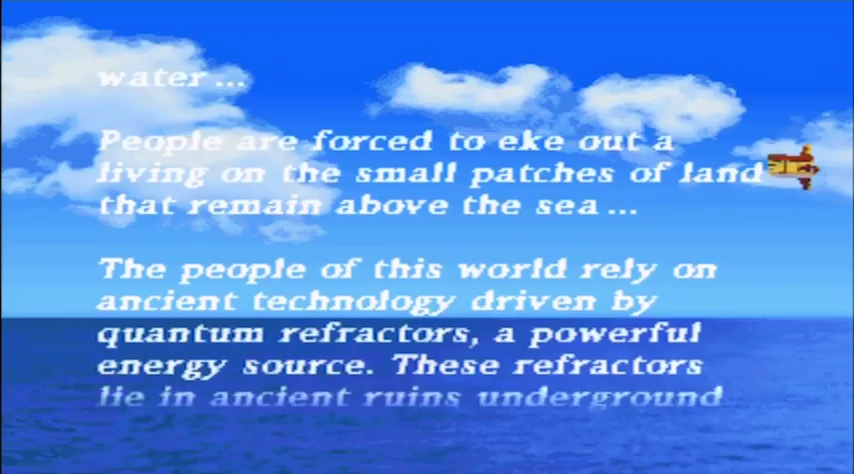 water...
People are forced to eke out a
living on the small patches of land
that remain above the sea...
The people of this world rely on
ancient technology driven by
quantum refractors, a powerful
energy source. These refractors
lie in ancient ruins underground